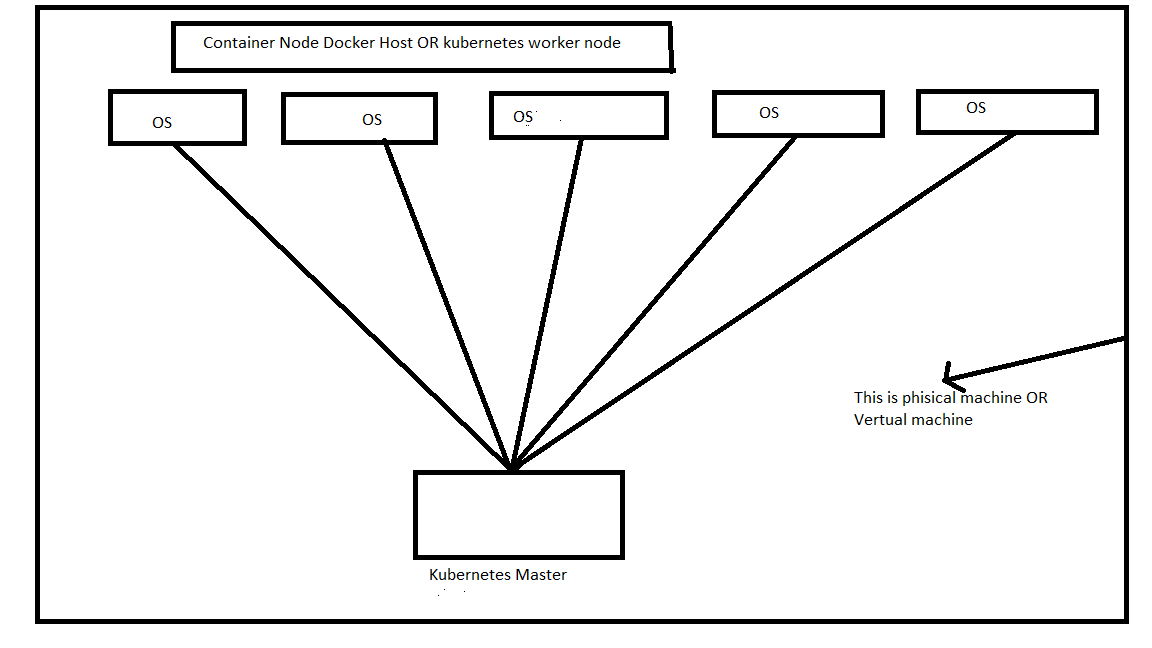 Container Node Docker Host OR kubernetes worker node
OS
OS
OS
OS
OS
This is phisical machine OR
Vertual machine
Kubernetes Master